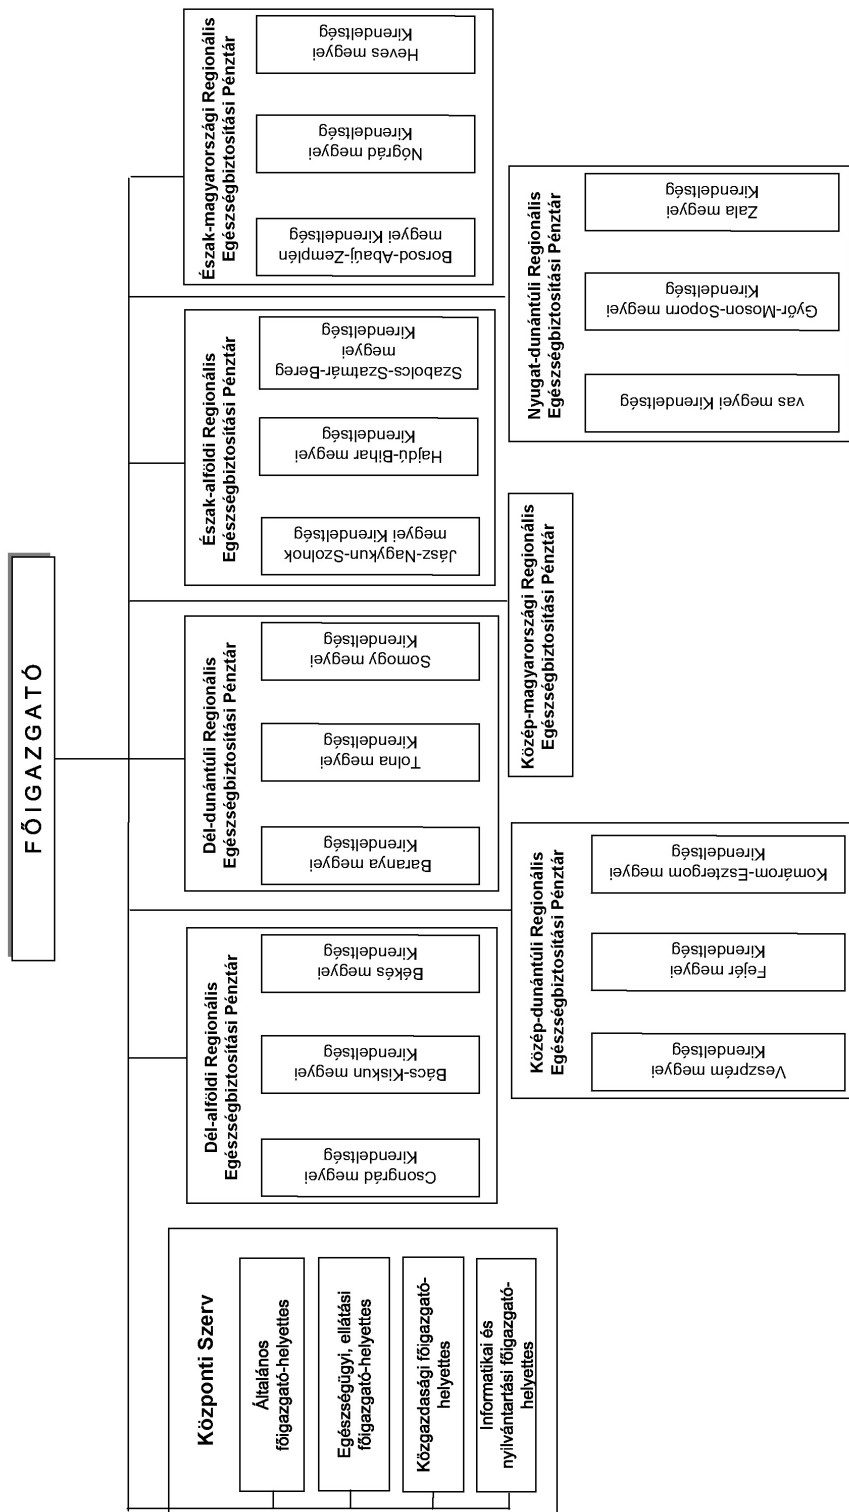 FŐIGAZGATÓ
Központi Szerv
Általános
főigazgató-helyettes
Egészségügyi, ellátási
főigazgató-helyettes
Közgazdasági főigazgató-
helyettes
Informatikai és
nyilvántartási főigazgató-
helyettes
Dél-alföldi Regionális
Egészségbiztosítási Pénztár
Csongrád megyei
Kirendeltség
Bács-Kiskun megyei
Kirendeltség
Békés megyei
Kirendeltség
Dél-dunántúli Regionális
Egészségbiztosítási Pénztár
Baranya megyei
Kirendeltség
Tolna megyei
Kirendeltség
Somogy megyei
Kirendeltség
Észak-alföldi Regionális
Egészségbiztosítási Pénztár
Jász-Nagykun-Szolnok
megyei Kirendeltség
Hajdú-Bihar megyei
Kirendeltség
Szabolcs-Szatmár-Bereg
megyei
Kirendeltség
Észak-magyarországi Regionális
Egészségbiztosítási Pénztár
Borsod-Abaúj-Zemplén
megyei Kirendeltség
Nógrád megyei
Kirendeltség
Heves megyei
Kirendeltség
Közép-dunántúli Regionális
Egészségbiztosítási Pénztár
Veszprém megyei
Kirendeltség
Fejér megyei
Kirendeltség
Komárom-Esztergom megyei
Kirendeltség
Közép-magyarországi Regionális
Egészségbiztosítási Pénztár
Nyugat-dunántúli Regionális
Egészségbiztosítási Pénztár
vas megyei Kirendeltség
Győr-Moson-Soporn megyei
Kirendeltség
Zala megyei
Kirendeltség